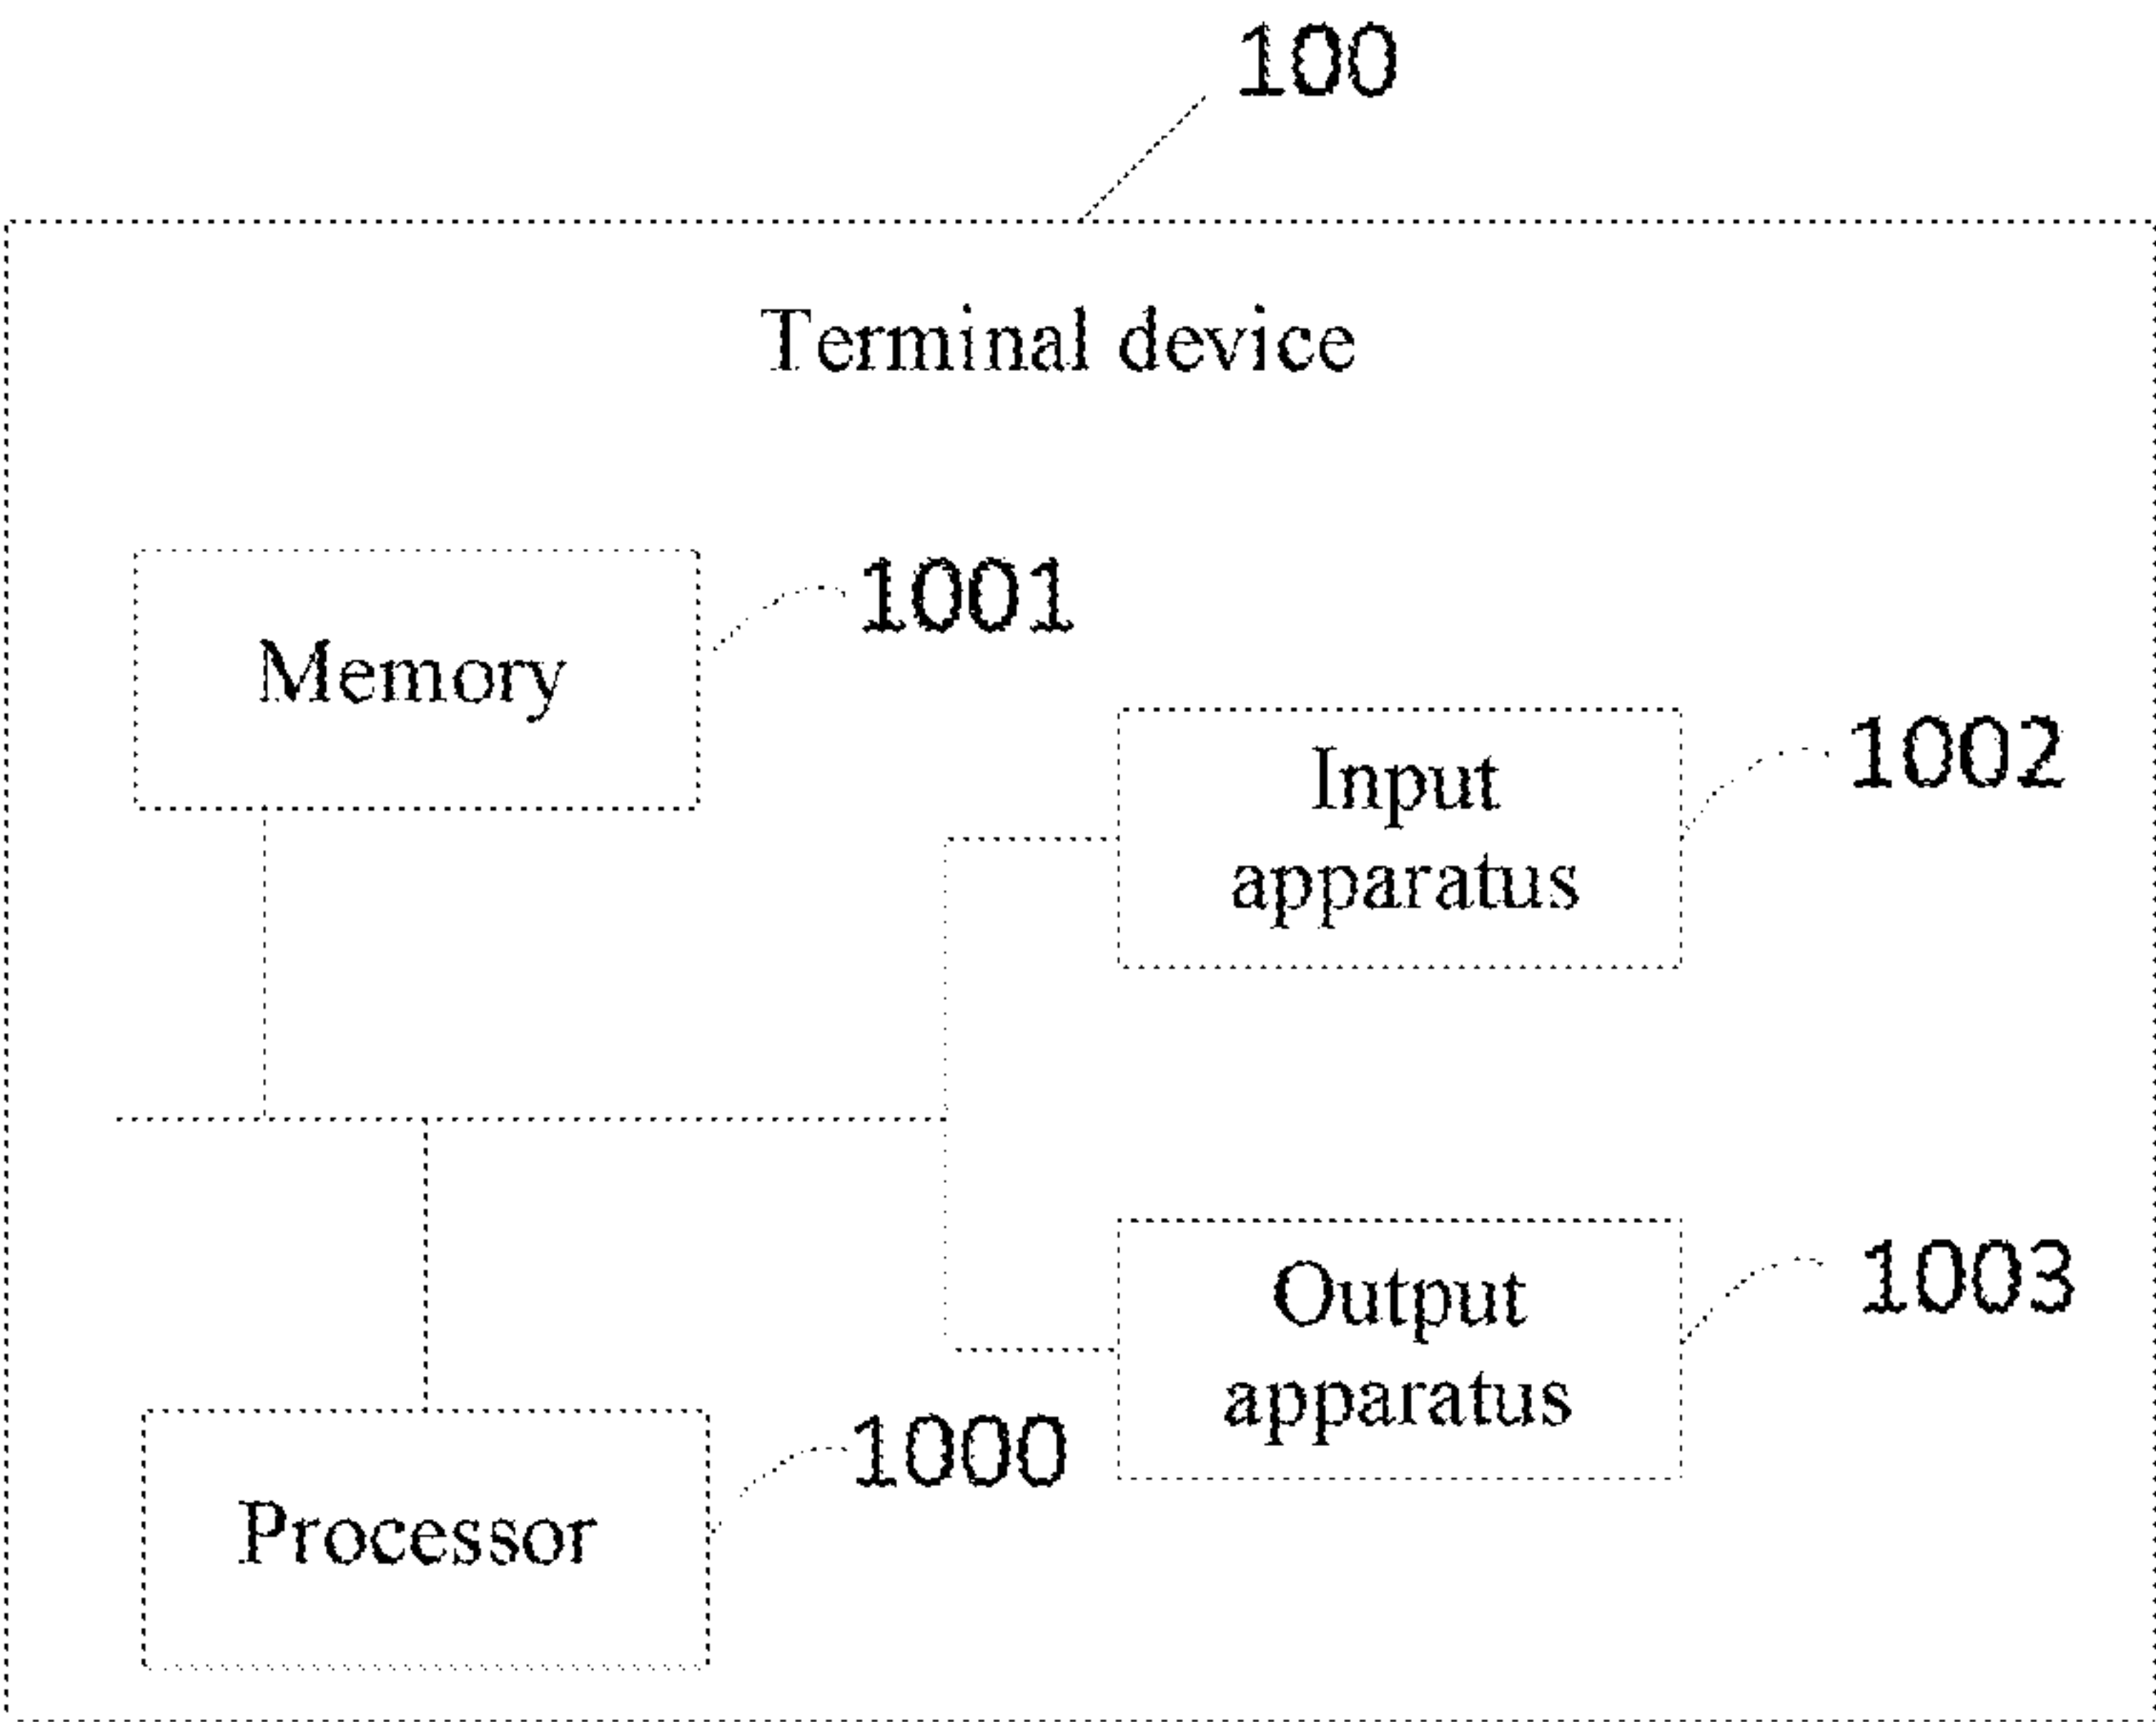 100
Terminal device
1001
Memory
1002
Input
apparatus
1003
Output
apparatus
1000
Processor